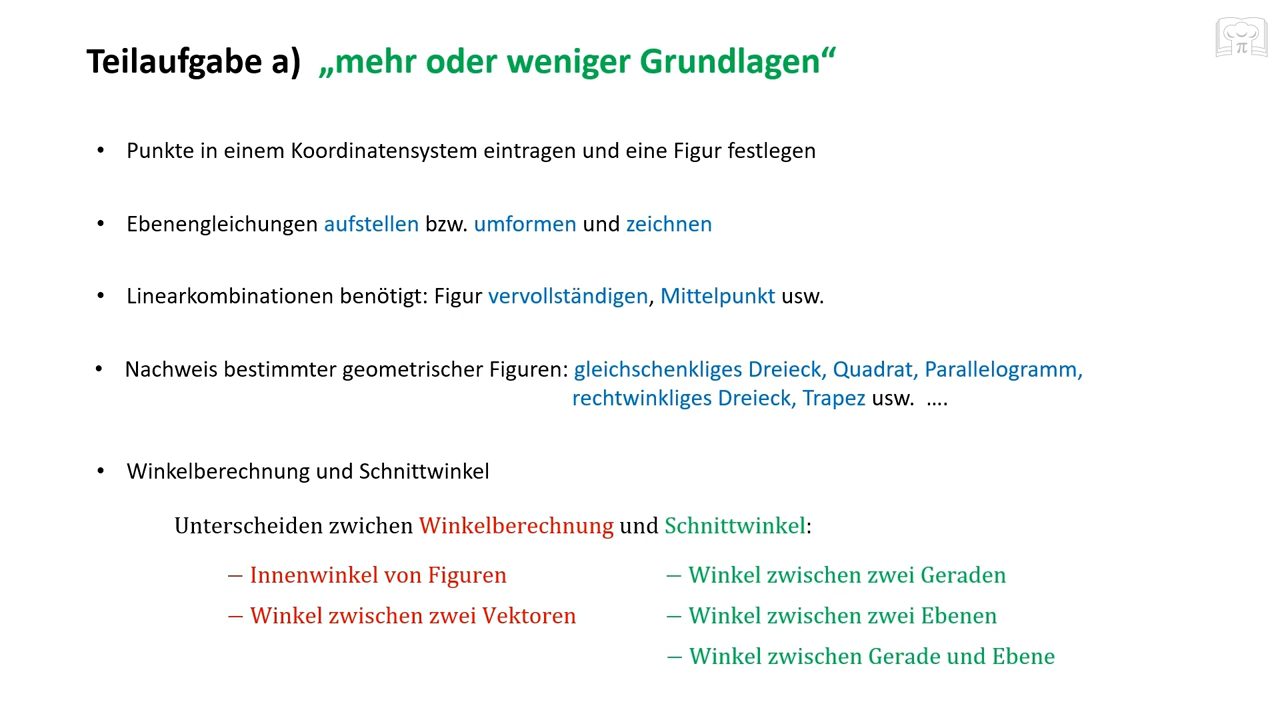 Teilaufgabe a) „mehr oder weniger Grundlagen“
• Punkte in einem Koordinatensystem eintragen und eine Figur festlegen
• Ebenengleichungen aufstellen bzw. umformen und zeichnen
• Linearkombinationen benötigt: Figur vervollständigen, Mittelpunkt usw.
• Nachweis bestimmter geometrischer Figuren: gleichschenkliges Dreieck, Quadrat, Parallelogramm,
rechtwinkliges Dreieck, Trapez usw. ….
• Winkelberechnung und Schnittwinkel
Unterscheiden zwichen Winkelberechnung und Schnittwinkel:
– Innenwinkel von Figuren
– Winkel zwischen zwei Vektoren
– Winkel zwischen zwei Geraden
– Winkel zwischen zwei Ebenen
– Winkel zwischen Gerade und Ebene
π